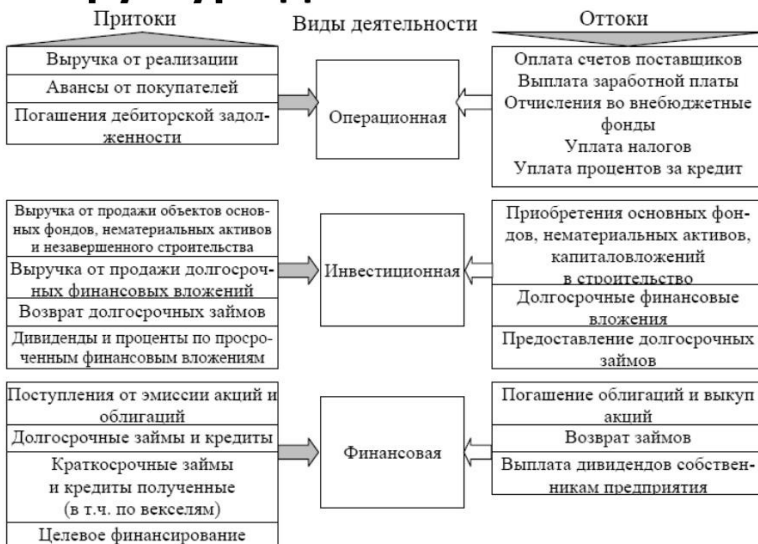 Притоки
Виды деятельности
Оттоки
Выручка от реализации
Авансы от покупателей
Погашения дебиторской задол-
женности
Операционная
Оплата счетов поставщиков
Выплата заработной платы
Отчисления во внебюджетные
фонды
Уплата налогов
Уплата процентов за кредит
Выручка от продажи объектов основ-
ных фондов, нематериальных активов
и незавершенного строительства
Выручка от продажи долгосроч-
ных финансовых вложений
Возврат долгосрочных займов
Дивиденды и проценты по просро-
ченным финансовым вложениям
Инвестиционная
Приобретения основных фон-
дов, нематериальных активов,
капиталовложений
в строительство
Долгосрочные финансовые
вложения
Предоставление долгосрочных
займов
Поступления от эмиссии акций и
облигаций
Долгосрочные займы и кредиты
Краткосрочные займы
и кредиты полученные
(в т.ч. по векселям)
Целевое финансирование
Финансовая
Погашение облигаций и выкуп
акций
Возврат займов
Выплата дивидендов собствен-
никам предприятия